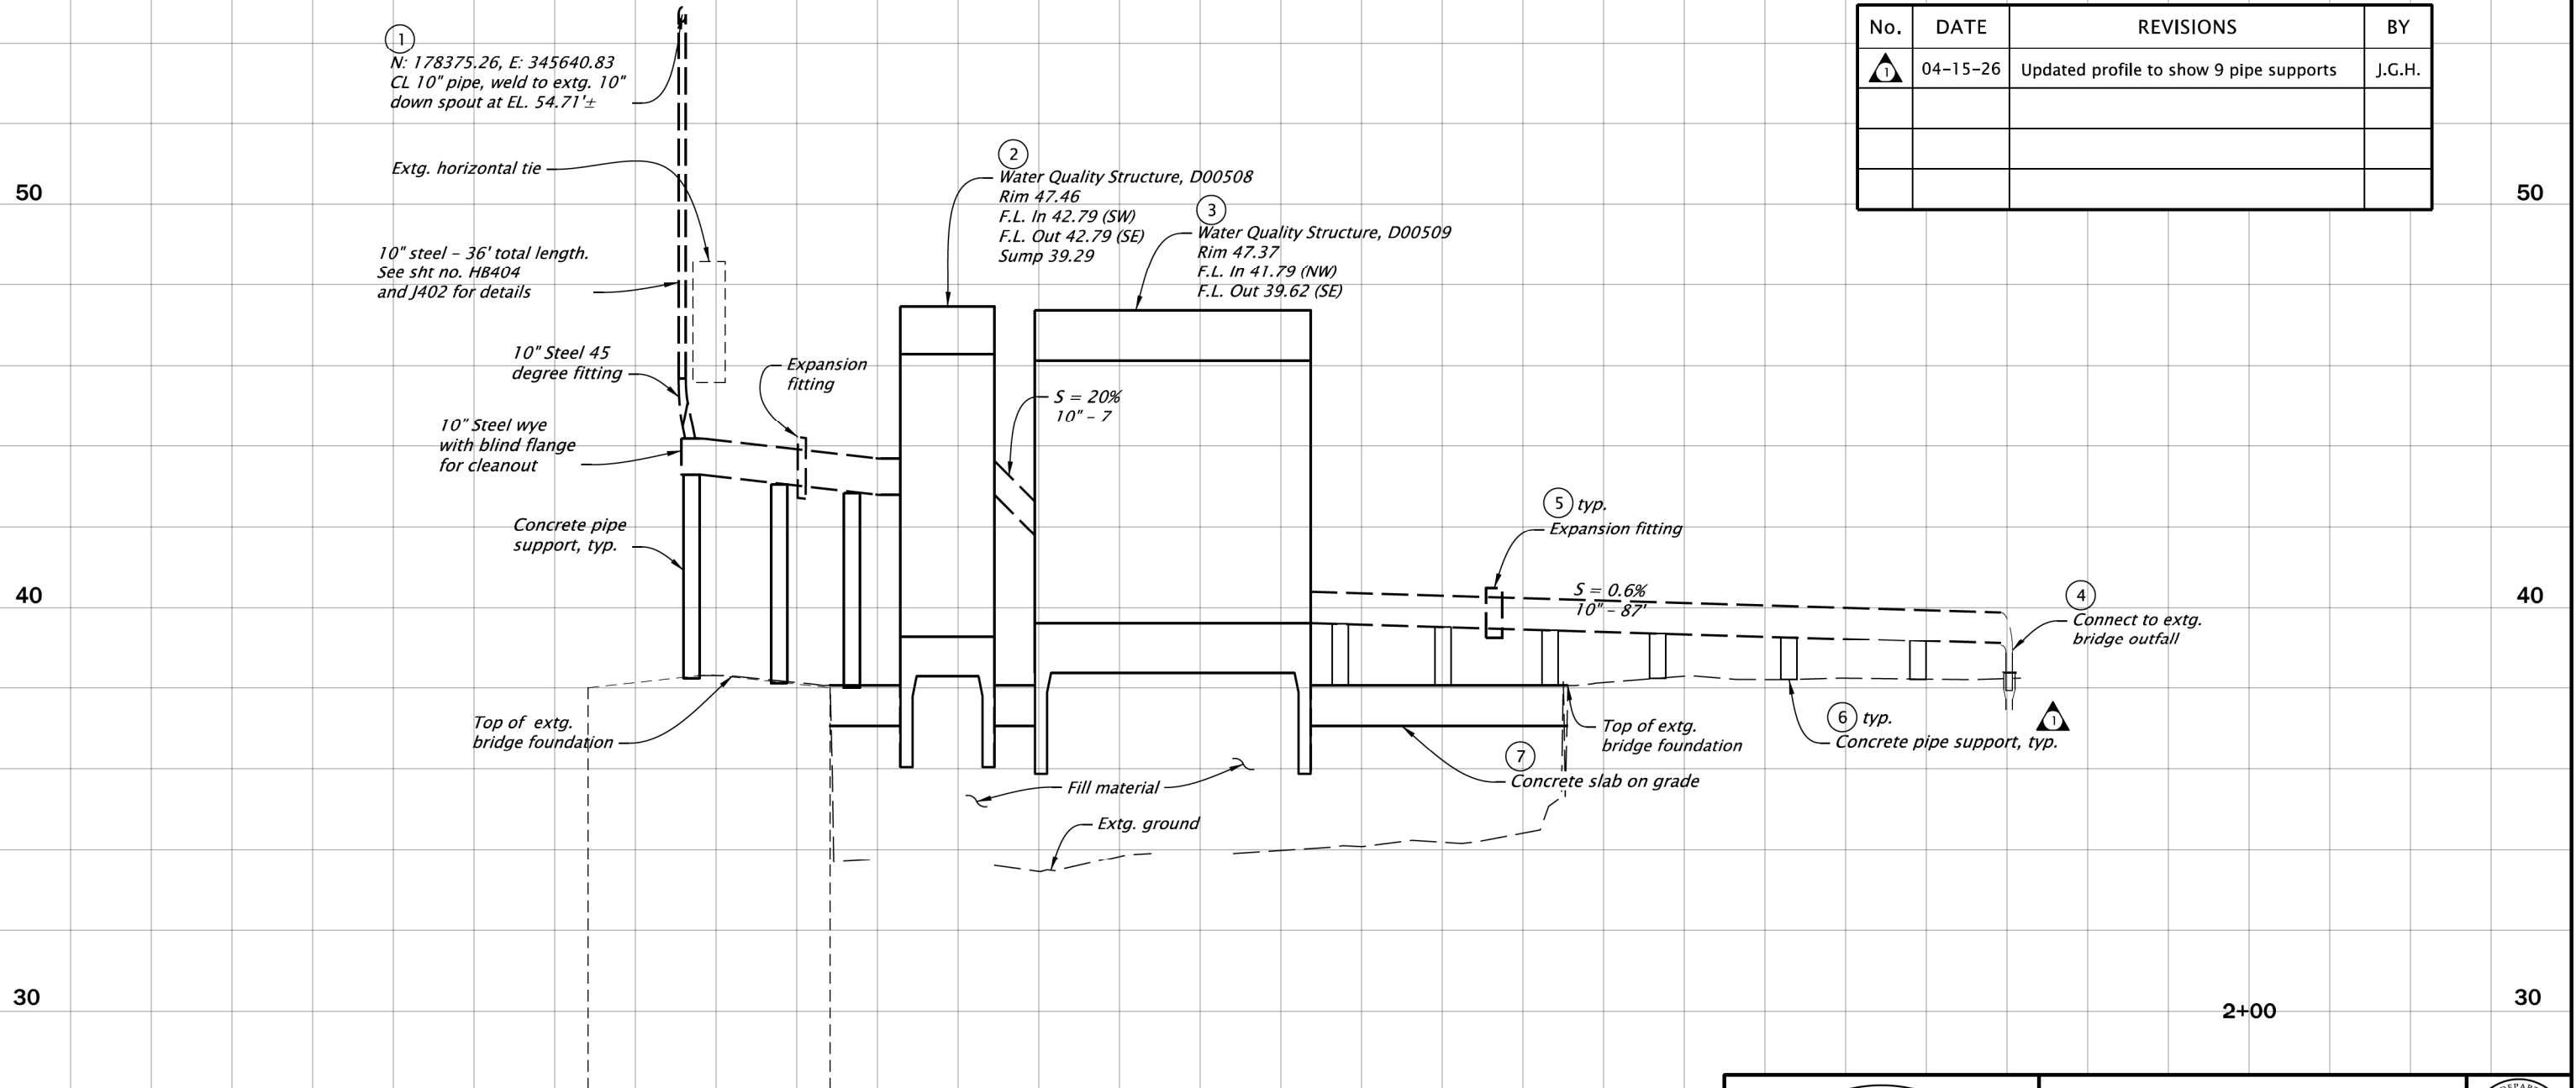 No. DATE REVISIONS BY
1 04-15-26 Updated profile to show 9 pipe supports J.G.H.
1
N: 178375.26, E: 345640.83
CL 10" pipe, weld to extg. 10"
down spout at EL. 54.71'±
Extg. horizontal tie
50
50
2
Water Quality Structure, D00508
Rim 47.46
F.L. In 42.79 (SW)
F.L. Out 42.79 (SE)
Sump 39.29
3
Water Quality Structure, D00509
Rim 47.37
F.L. In 41.79 (NW)
F.L. Out 39.62 (SE)
10" steel - 36' total length.
See sht no. HB404
and J402 for details
10" Steel 45
degree fitting
Expansion
fitting
S = 20%
10" - 7
10" Steel wye
with blind flange
for cleanout
Concrete pipe
support, typ.
5 typ.
Expansion fitting
S = 0.6%
10" - 87'
40
40
4
Connect to extg.
bridge outfall
Top of extg.
bridge foundation
Top of extg.
bridge foundation
6 typ.
Concrete pipe support, typ.
1
7
Concrete slab on grade
Fill material
Extg. ground
30
30
2+00